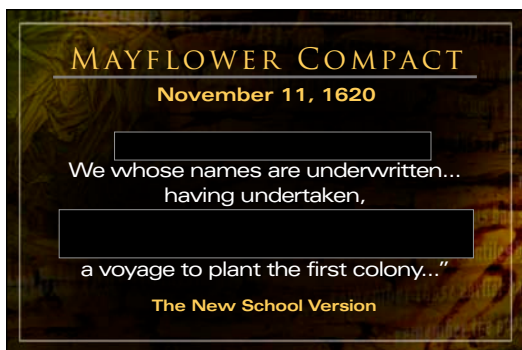 MAYFLOWER COMPACT
November 11, 1620
We whose names are underwritten...
having undertaken,
a voyage to plant the first colony..."
The New School Version